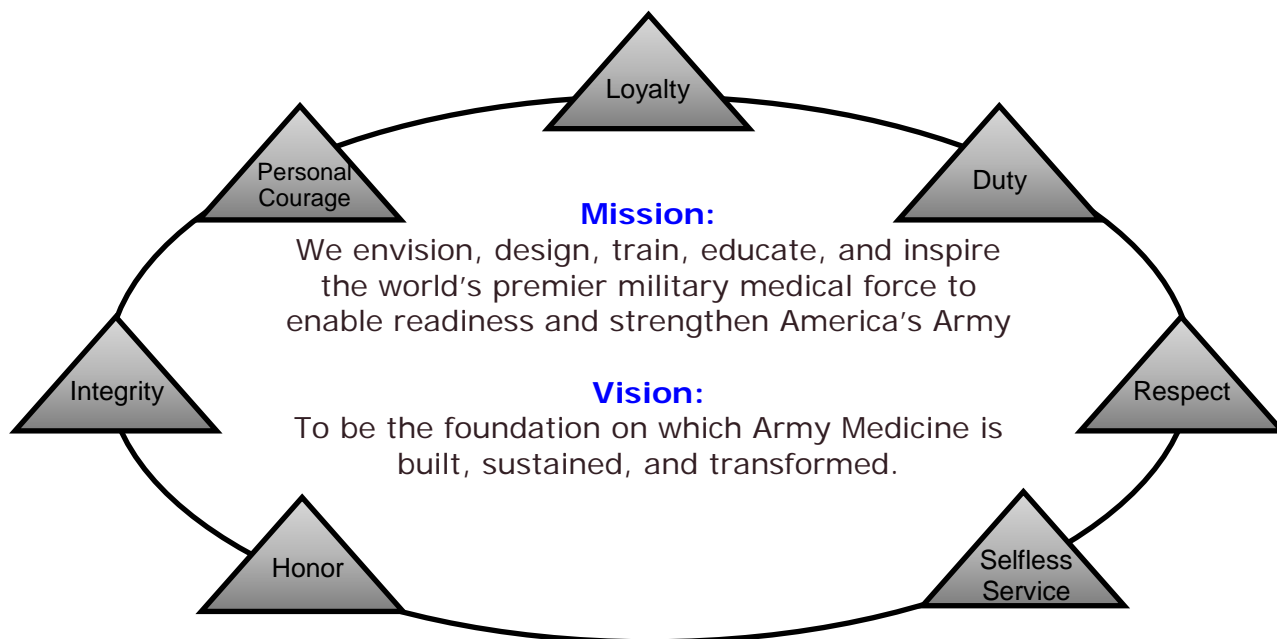 Loyalty
Personal
Courage
Duty
Mission:
We envision, design, train, educate, and inspire
the world's premier military medical force to
enable readiness and strengthen America's Army
Integrity
Respect
Vision:
To be the foundation on which Army Medicine is
built, sustained, and transformed.
Honor
Selfless
Service